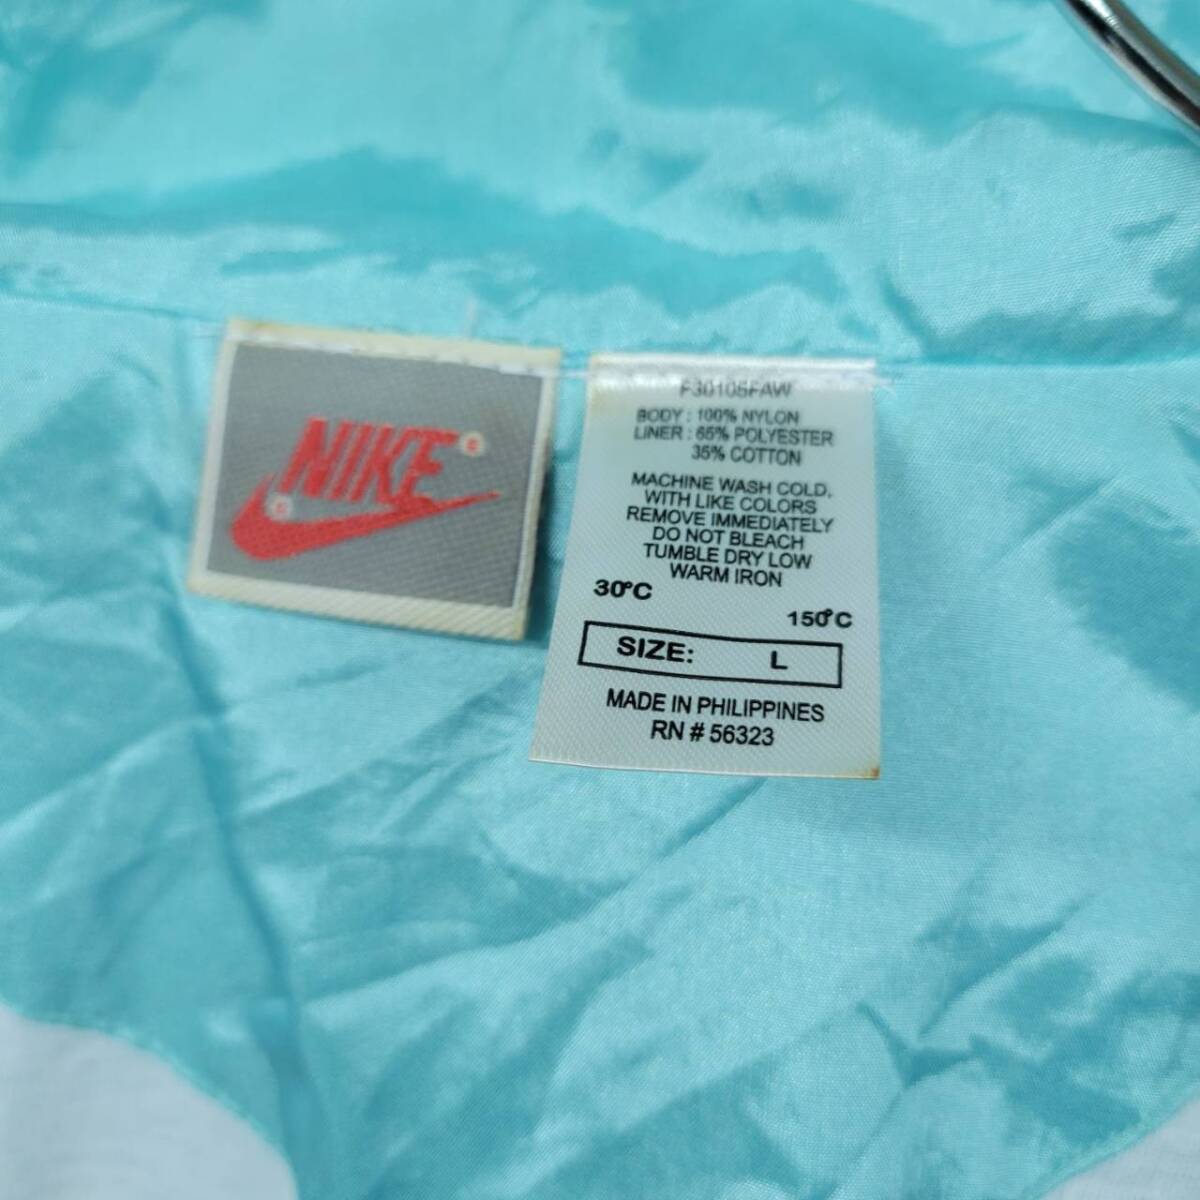 NIKE
F30105FAW
BODY : 100% NYLON
LINER : 65% POLYESTER
35% COTTON
MACHINE WASH COLD,
WITH LIKE COLORS
REMOVE IMMEDIATELY
DO NOT BLEACH
TUMBLE DRY LOW
WARM IRON
30°C
150°C
SIZE: L
MADE IN PHILIPPINES
RN # 56323